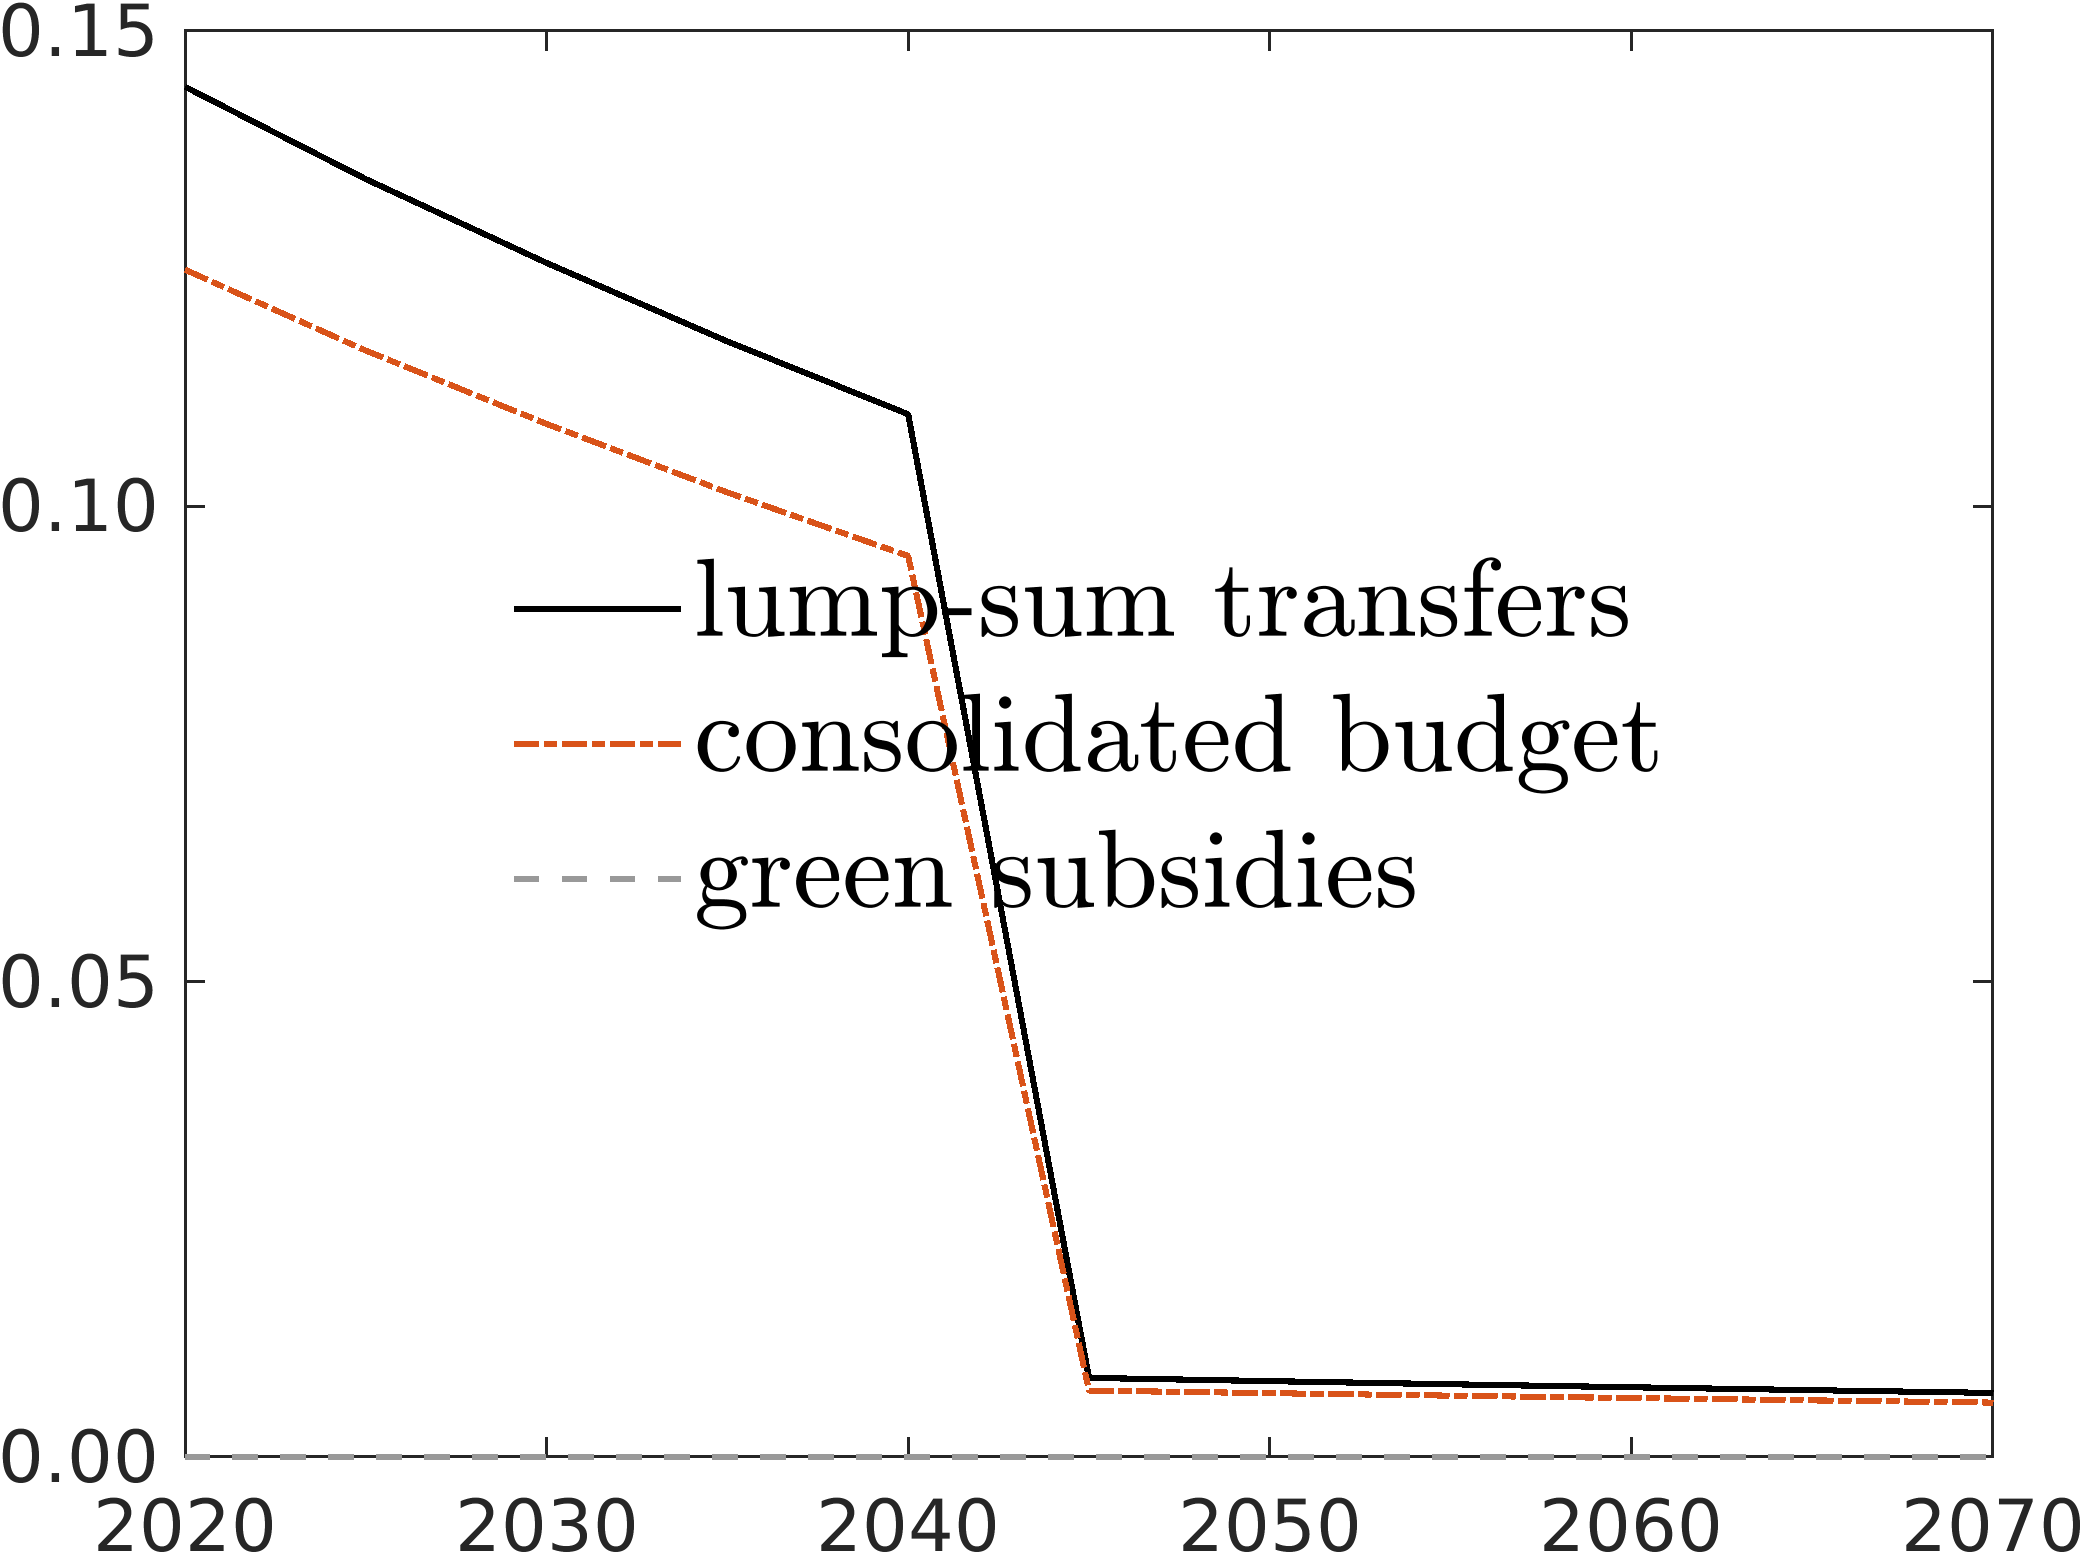 0.15
0.10
lump-sum transfers
consolidated budget
green subsidies
0.05
0.00
2020 2030 2040 2050 2060 2070